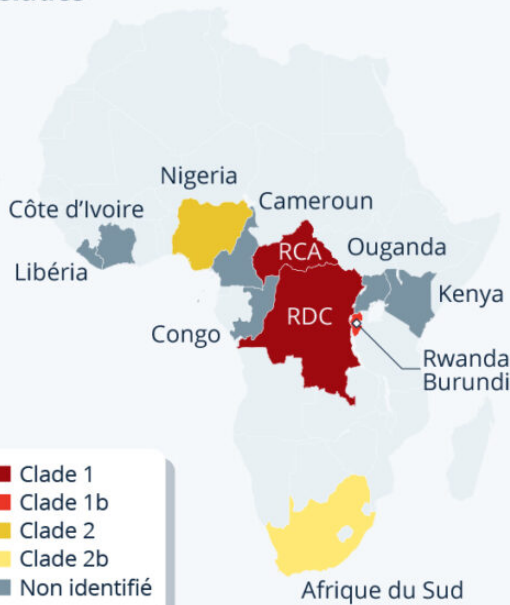 Nigeria
Cameroun
Côte d'Ivoire
RCA
Ouganda
Libéria
Kenya
RDC
Congo
Rwanda
Burundi
Clade 1
Clade 1b
Clade 2
Clade 2b
Non identifié
Afrique du Sud